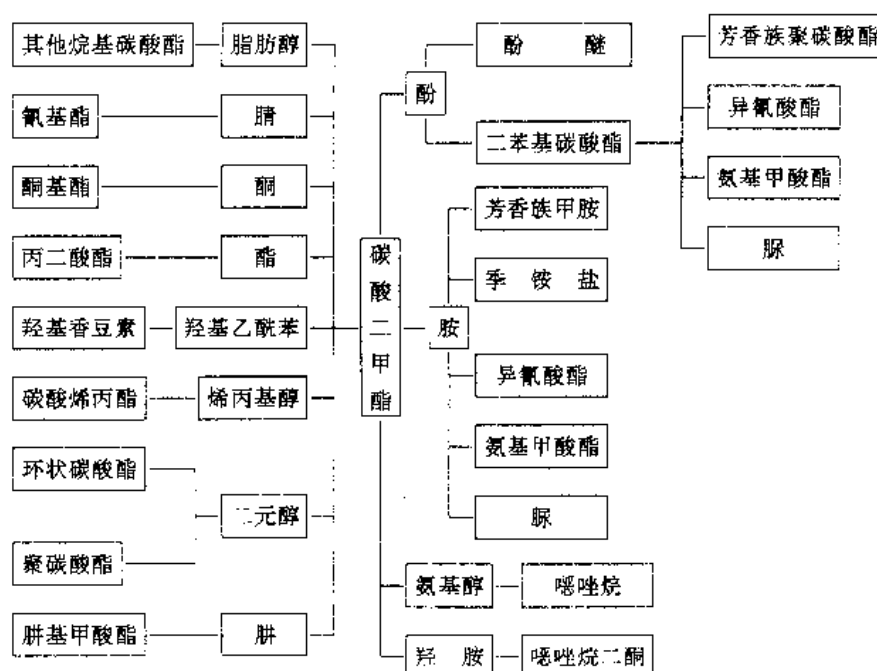 其他烷基碳酸酯
脂肪醇
氰基酯
腈
酮基酯
酮
丙二酸酯
酯
羟基香豆素
羟基乙酰苯
碳酸烯丙酯
烯丙基醇
环状碳酸酯
聚碳酸酯
二元醇
肼基甲酸酯
肼
碳酸二甲酯
酚
酚 醚
二苯基碳酸酯
芳香族聚碳酸酯
异氰酸酯
氨基甲酸酯
脲
胺
芳香族甲胺
季 铵 盐
异氰酸酯
氨基甲酸酯
脲
氨基醇
噁唑烷
羟 胺
噁唑烷二酮